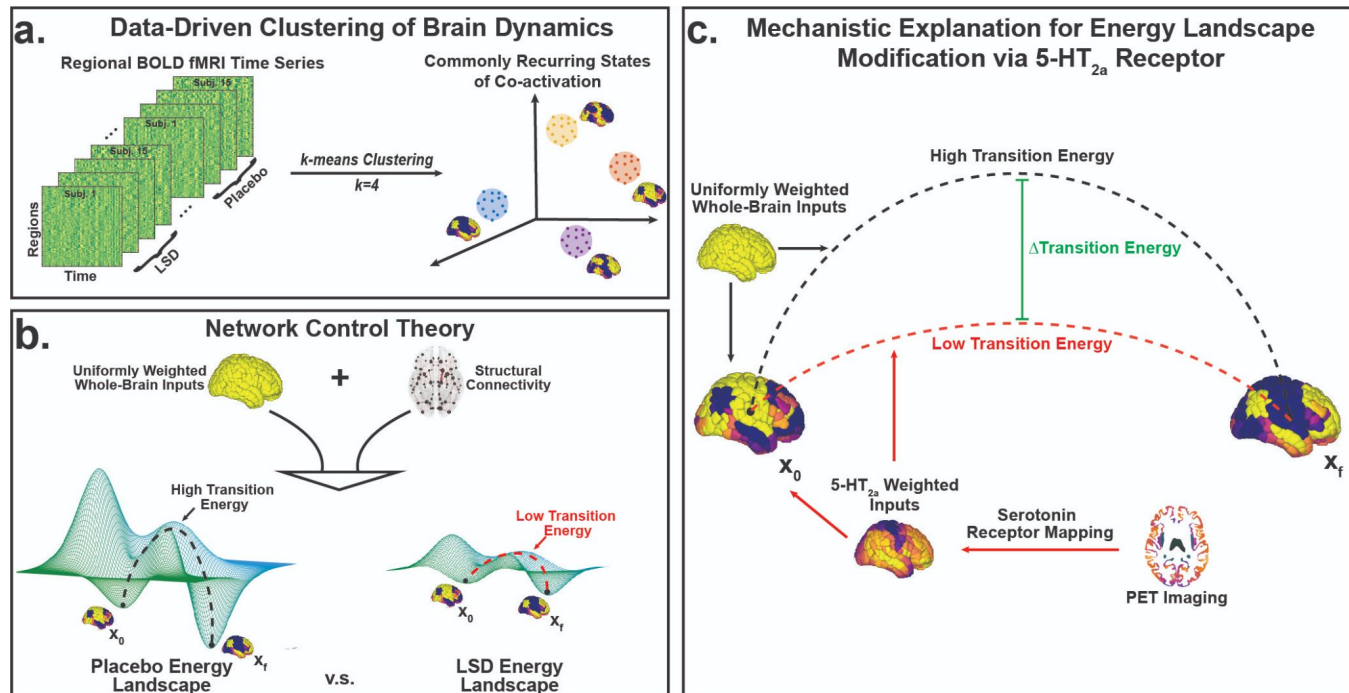 a.
Data-Driven Clustering of Brain Dynamics
Regional BOLD fMRI Time Series
Subj. 15
Subj. 1
Subj. 15
Subj. 1
...
...
Placebo
LSD
Regions
Time
k-means Clustering
k=4
Commonly Recurring States
of Co-activation
b.
Network Control Theory
Uniformly Weighted
Whole-Brain Inputs
+
Structural
Connectivity
High Transition
Energy
Low Transition
Energy
x0
xf
x0
xf
Placebo Energy
Landscape
v.s.
LSD Energy
Landscape
c.
Mechanistic Explanation for Energy Landscape
Modification via 5-HT2a Receptor
High Transition Energy
Uniformly Weighted
Whole-Brain Inputs
ΔTransition Energy
Low Transition Energy
x0
xf
5-HT2a Weighted
Inputs
Serotonin
Receptor Mapping
PET Imaging